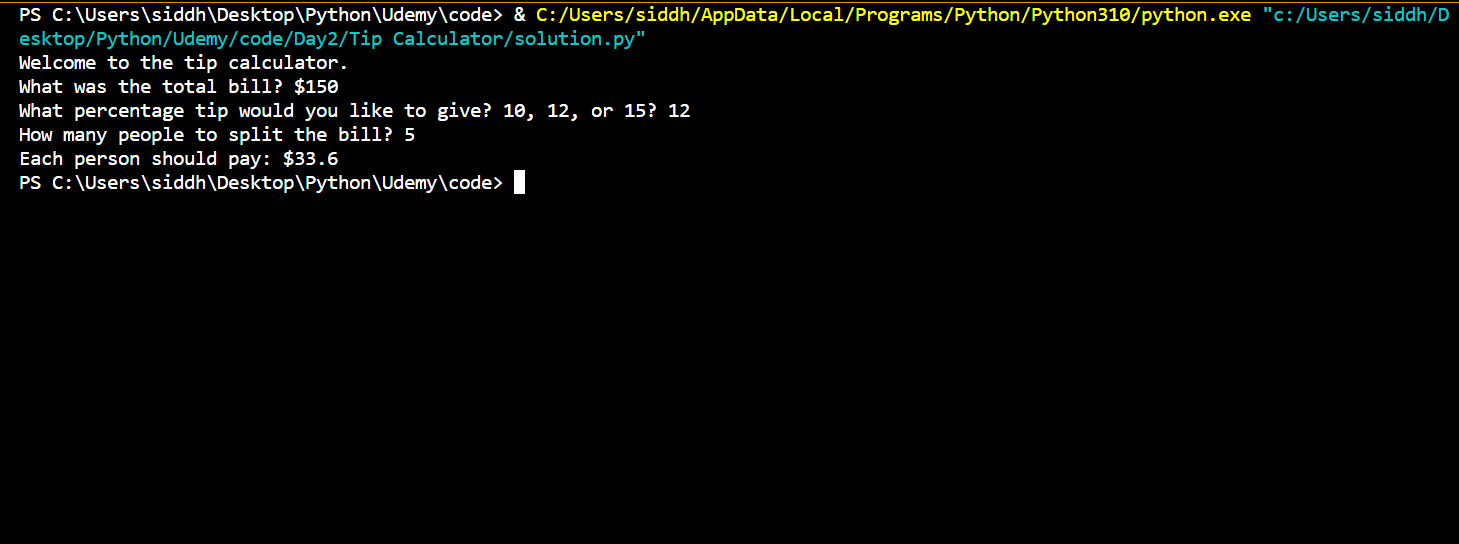 PS C:\Users\siddh\Desktop\Python\Udemy\code> & C:/Users/siddh/AppData/Local/Programs/Python/Python310/python.exe "c:/Users/siddh/D
esktop/Python/Udemy/code/Day2/Tip Calculator/solution.py"
Welcome to the tip calculator.
What was the total bill? $150
What percentage tip would you like to give? 10, 12, or 15? 12
How many people to split the bill? 5
Each person should pay: $33.6
PS C:\Users\siddh\Desktop\Python\Udemy\code>